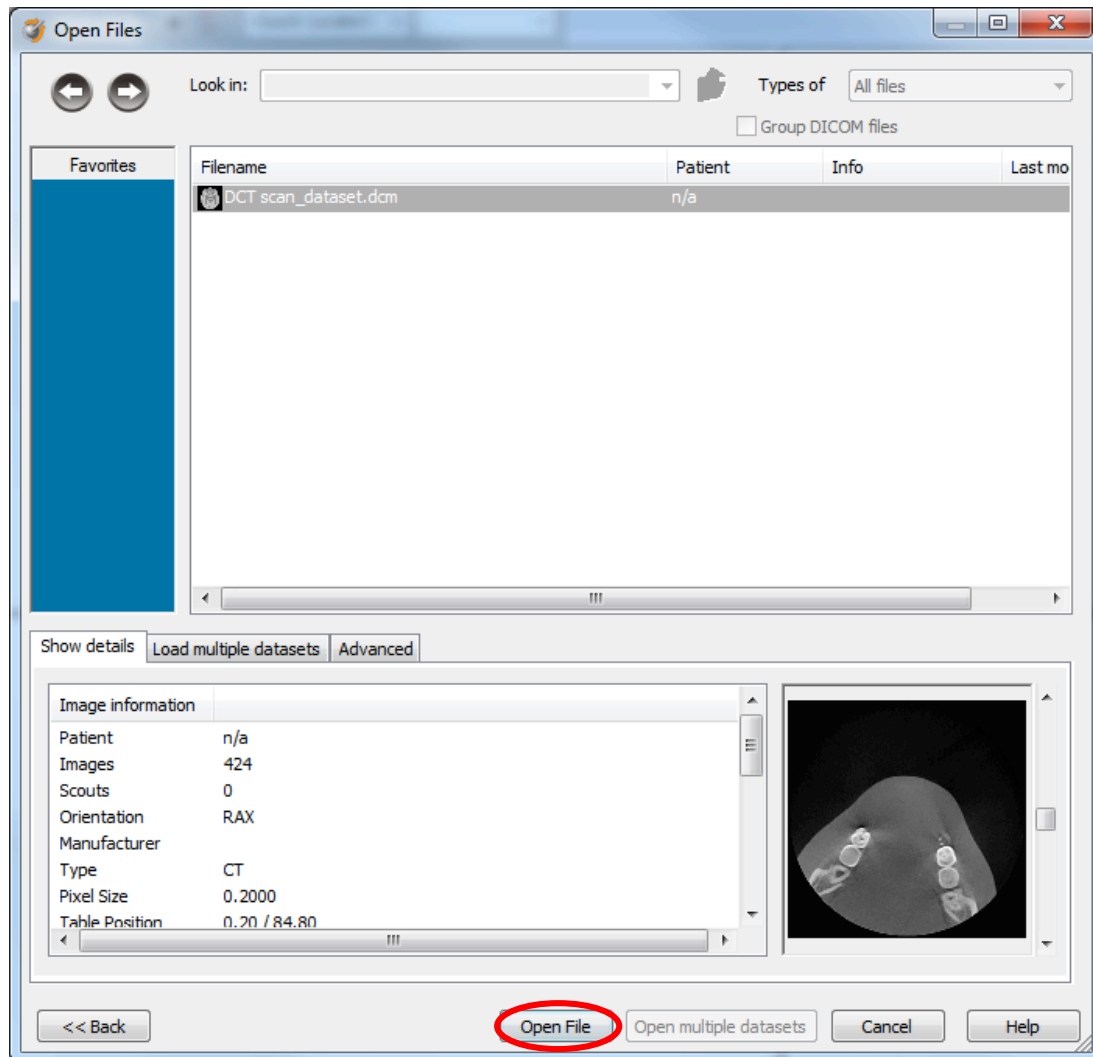 Open Files
Look in:
Types of
All files
Group DICOM files
Favorites
Filename Patient Info Last mo
DCT scan_dataset.dcm n/a
Show details Load multiple datasets Advanced
Image information
Patient n/a
Images 424
Scouts 0
Orientation RAX
Manufacturer
Type CT
Pixel Size 0.2000
Table Position 0.20 / 84.80
<< Back Open File Open multiple datasets Cancel Help